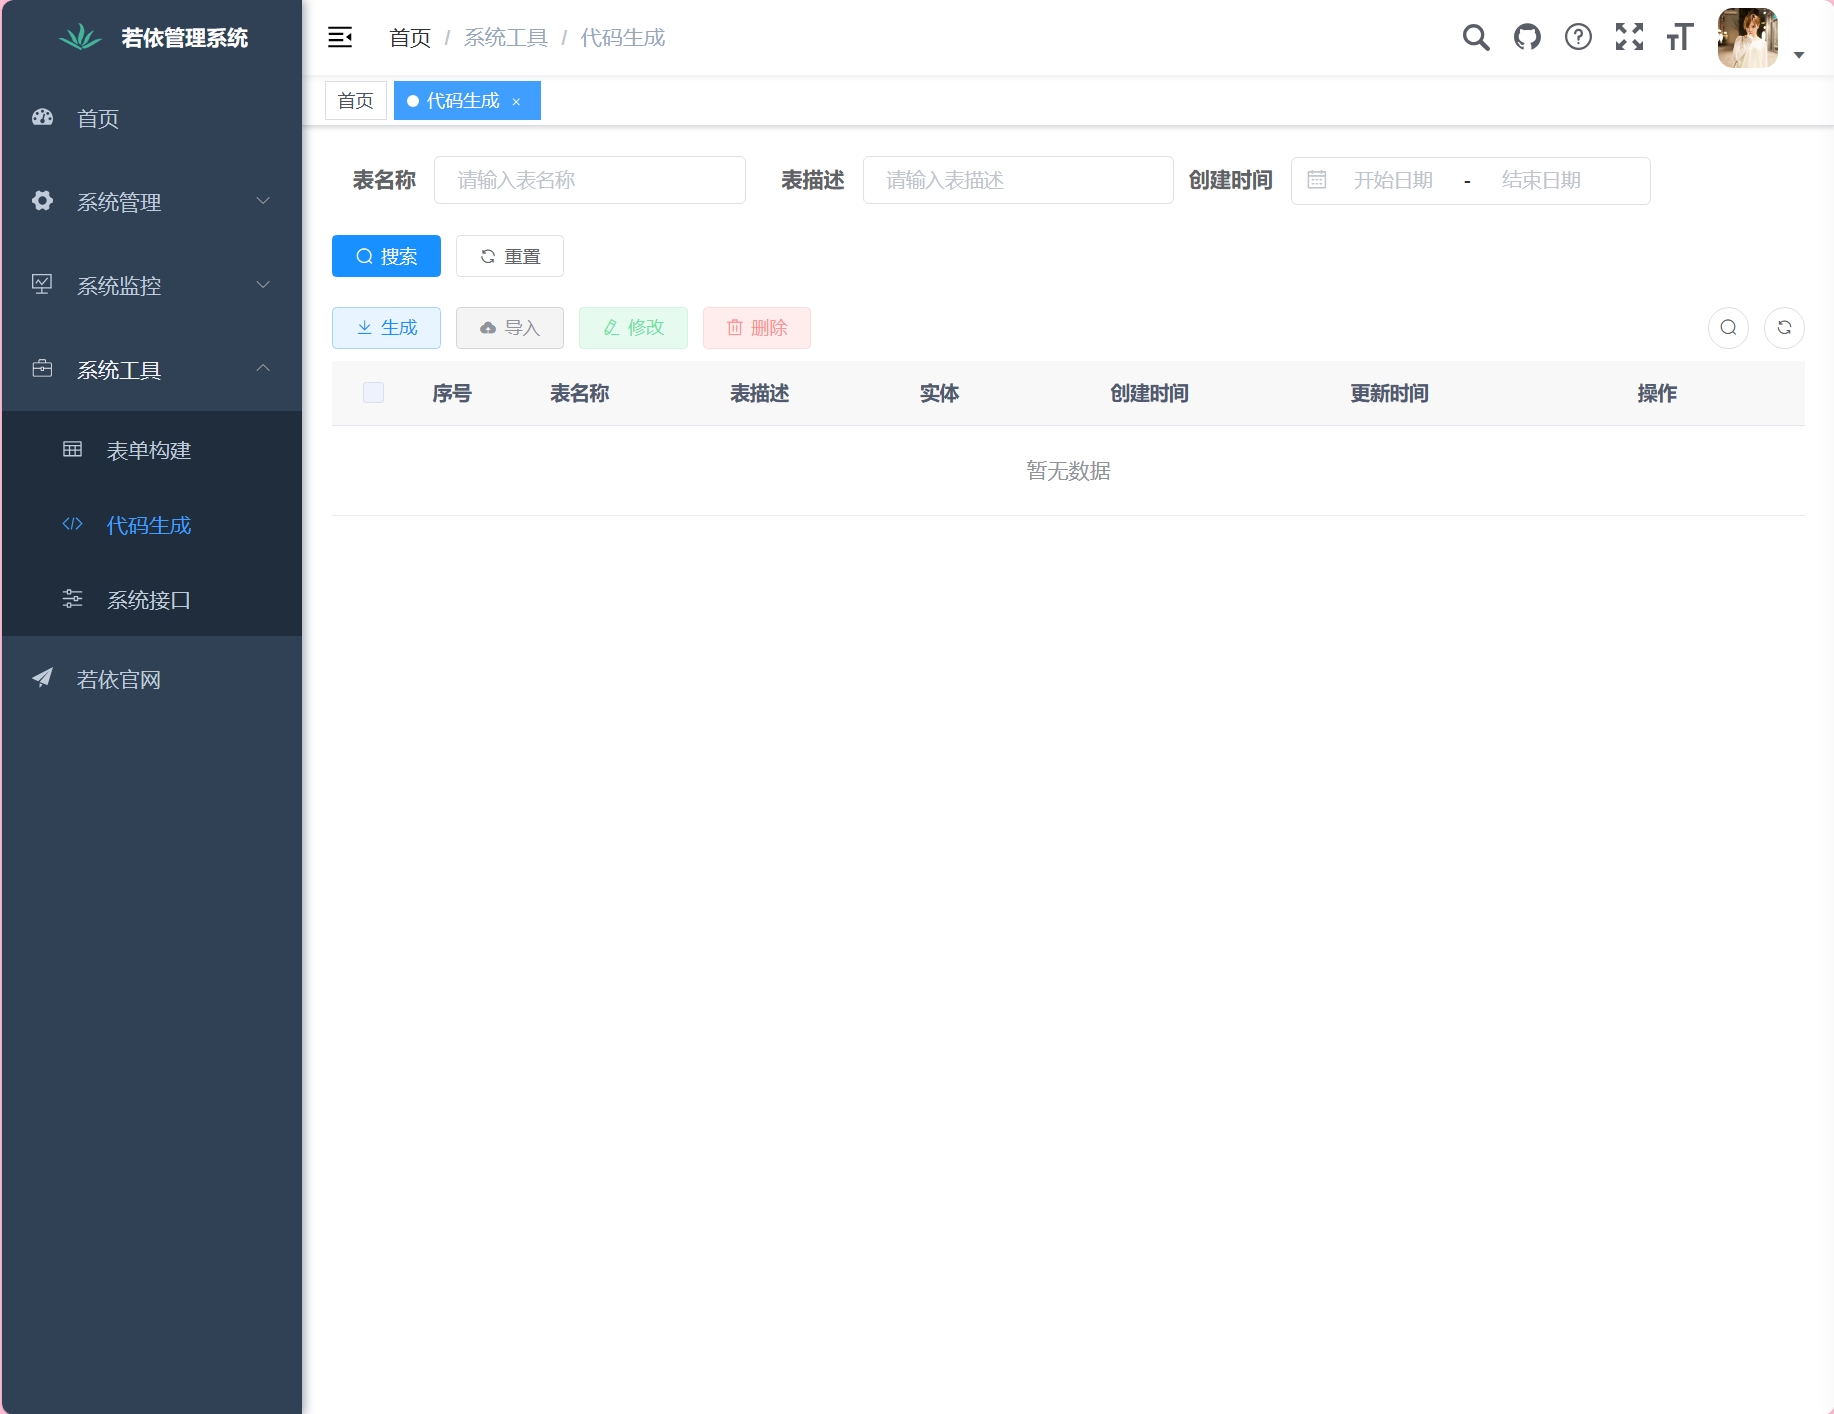 若依管理系统
首页 / 系统工具 / 代码生成
首页
代码生成 ×
首页
系统管理
系统监控
系统工具
表单构建
代码生成
系统接口
若依官网
表名称 请输入表名称 表描述 请输入表描述 创建时间 开始日期 - 结束日期
搜索 重置
生成 导入 修改 删除
序号 表名称 表描述 实体 创建时间 更新时间 操作
暂无数据